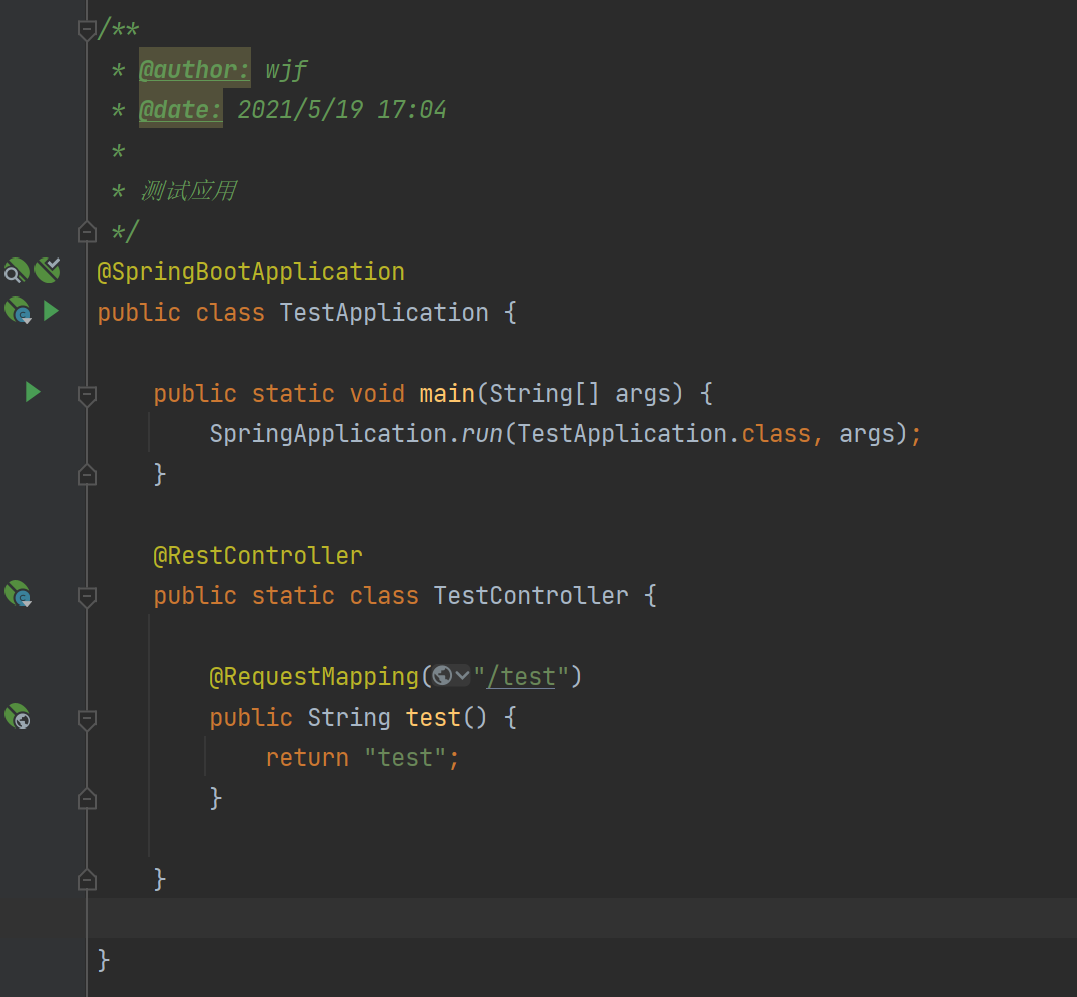 /**
 * @author: wjf
 * @date: 2021/5/19 17:04
 *
 * 测试应用
 */
@SpringBootApplication
public class TestApplication {
    public static void main(String[] args) {
        SpringApplication.run(TestApplication.class, args);
    }
    @RestController
    public static class TestController {
        @RequestMapping("/test")
        public String test() {
            return "test";
        }
    }
}